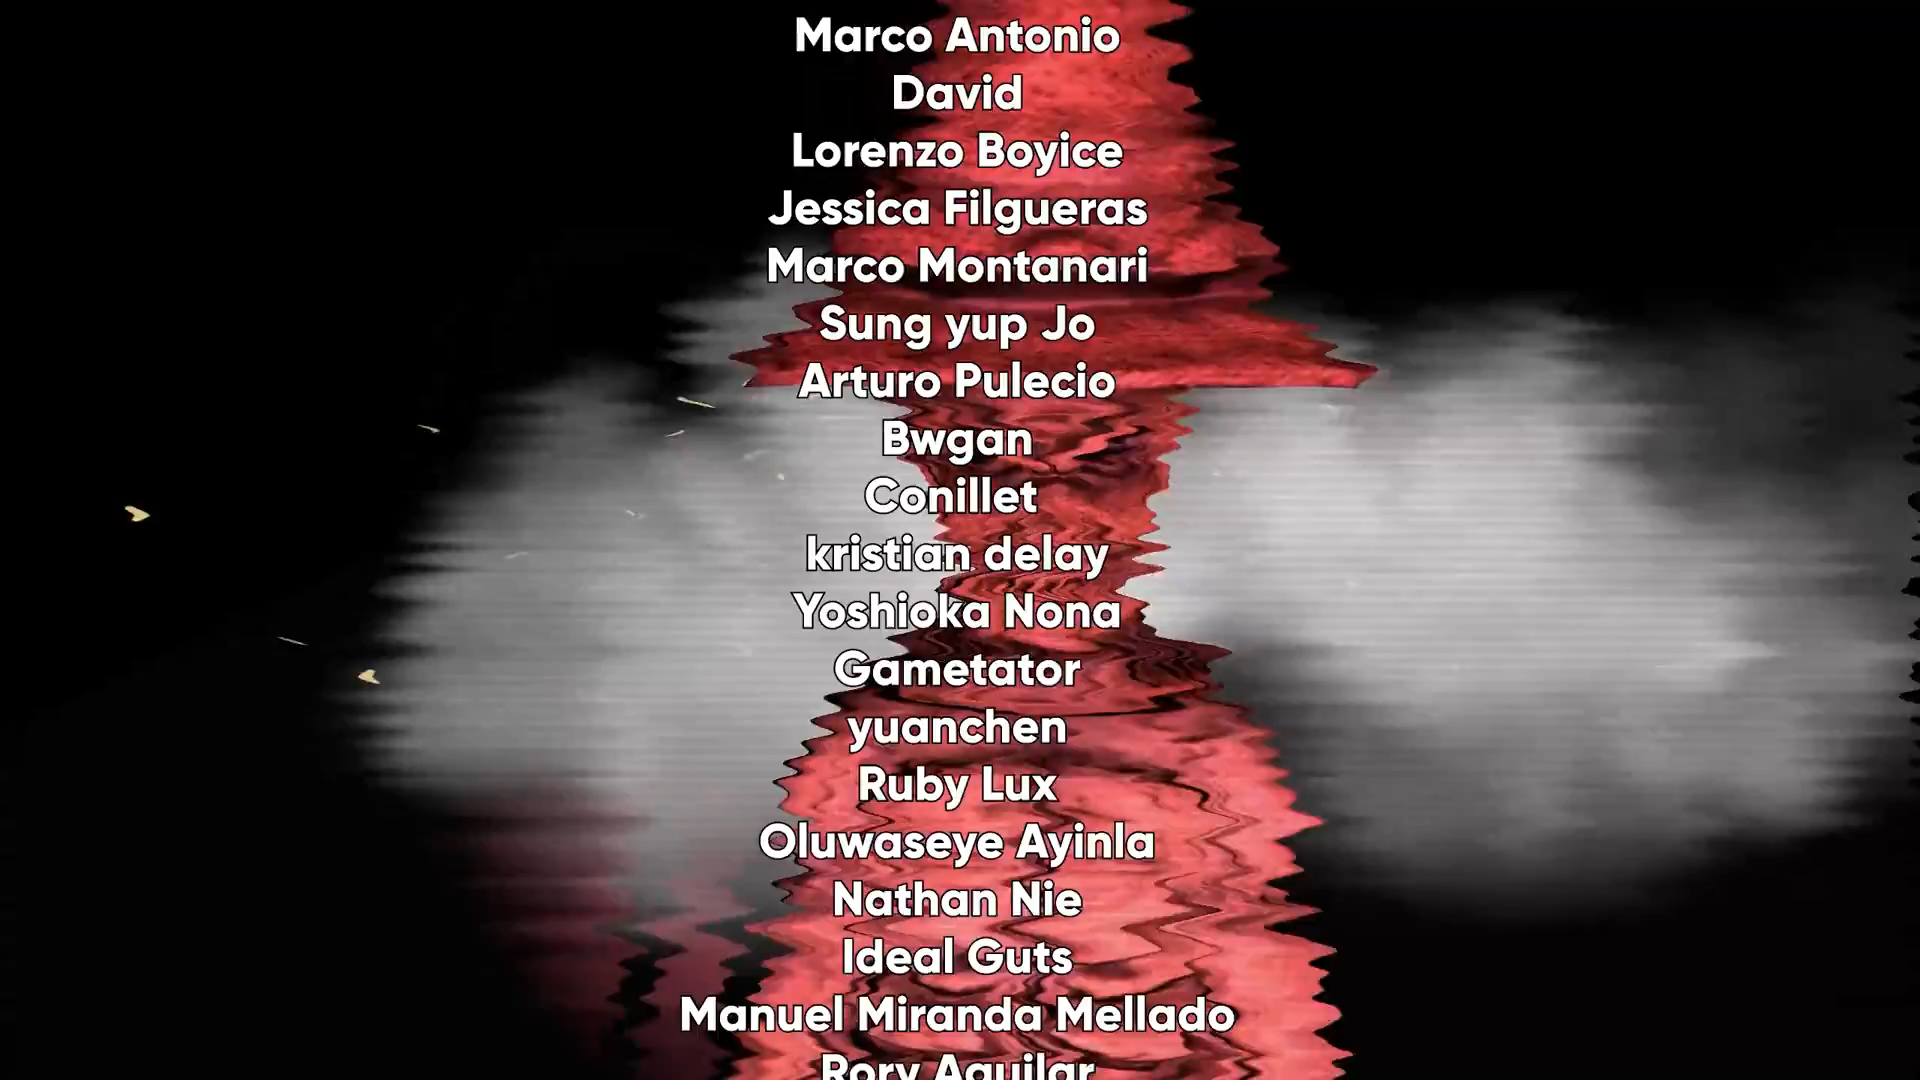 Marco Antonio
David
Lorenzo Boyice
Jessica Filgueras
Marco Montanari
Sung yup Jo
Arturo Pulecio
Bwgan
Conillet
kristian delay
Yoshioka Nona
Gametator
yuanchen
Ruby Lux
Oluwaseye Ayinla
Nathan Nie
Ideal Guts
Manuel Miranda Mellado
Rory Aguilar